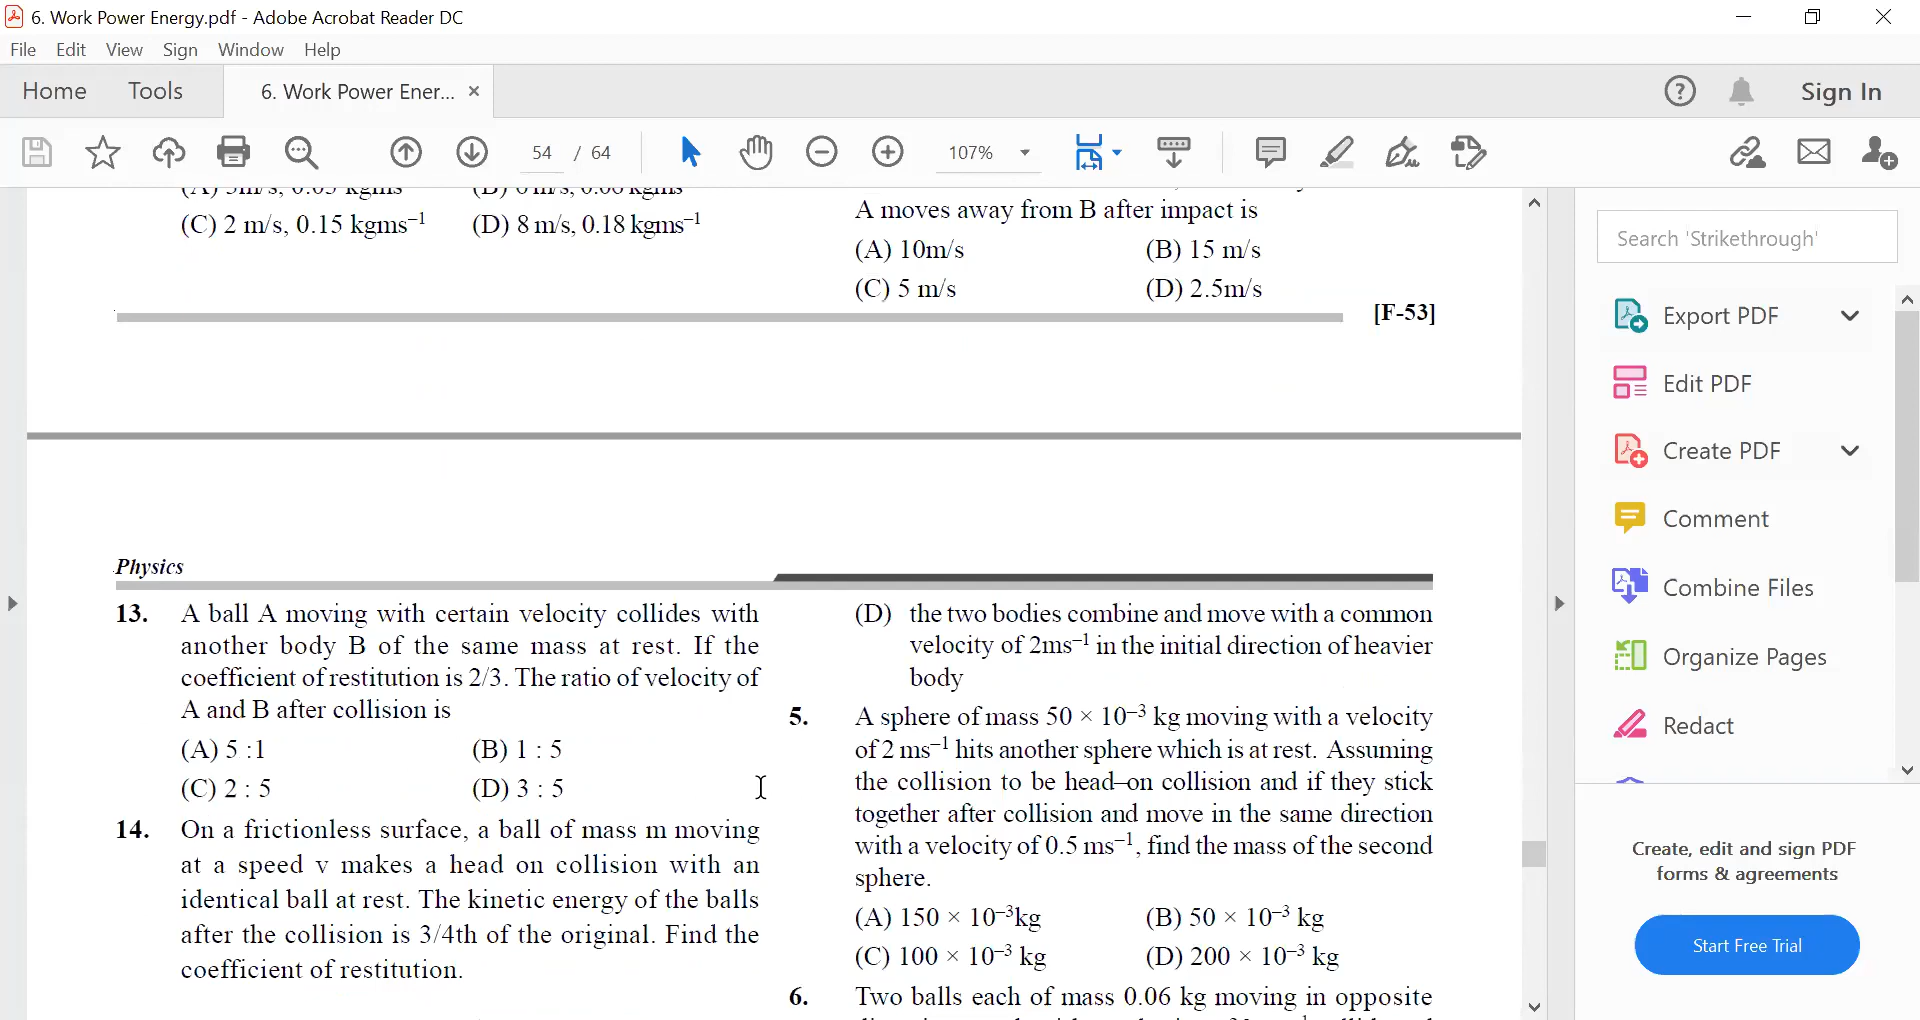 6. Work Power Energy.pdf - Adobe Acrobat Reader DC
File Edit View Sign Window Help
Home Tools 6. Work Power Ener... × Sign In
54 / 64 107%
(C) 2 m/s, 0.15 kgms⁻¹ (D) 8 m/s, 0.18 kgms⁻¹
A moves away from B after impact is
(A) 10m/s (B) 15 m/s
(C) 5 m/s (D) 2.5m/s
[F-53]
Physics
13. A ball A moving with certain velocity collides with
another body B of the same mass at rest. If the
coefficient of restitution is 2/3. The ratio of velocity of
A and B after collision is
(A) 5 :1 (B) 1 : 5
(C) 2 : 5 (D) 3 : 5
14. On a frictionless surface, a ball of mass m moving
at a speed v makes a head on collision with an
identical ball at rest. The kinetic energy of the balls
after the collision is 3/4th of the original. Find the
coefficient of restitution.
(D) the two bodies combine and move with a common
velocity of 2ms⁻¹ in the initial direction of heavier
body
5. A sphere of mass 50 × 10⁻³ kg moving with a velocity
of 2 ms⁻¹ hits another sphere which is at rest. Assuming
the collision to be head–on collision and if they stick
together after collision and move in the same direction
with a velocity of 0.5 ms⁻¹, find the mass of the second
sphere.
(A) 150 × 10⁻³kg (B) 50 × 10⁻³ kg
(C) 100 × 10⁻³ kg (D) 200 × 10⁻³ kg
6. Two balls each of mass 0.06 kg moving in opposite
Search 'Strikethrough'
Export PDF
Edit PDF
Create PDF
Comment
Combine Files
Organize Pages
Redact
Create, edit and sign PDF
forms & agreements
Start Free Trial